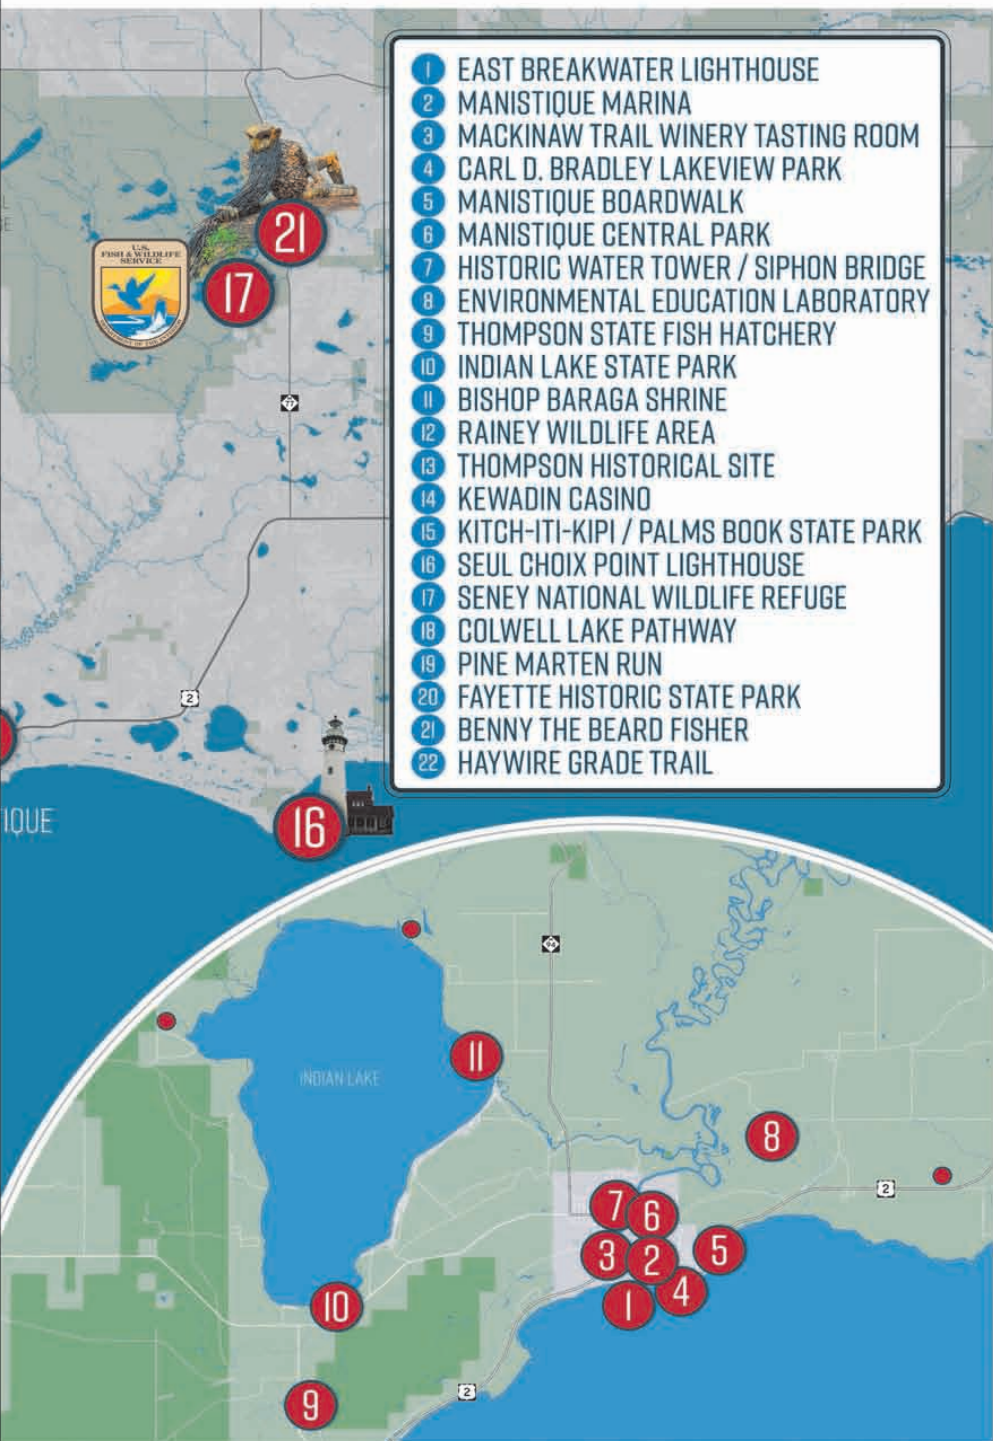 1 EAST BREAKWATER LIGHTHOUSE
2 MANISTIQUE MARINA
3 MACKINAW TRAIL WINERY TASTING ROOM
4 CARL D. BRADLEY LAKEVIEW PARK
5 MANISTIQUE BOARDWALK
6 MANISTIQUE CENTRAL PARK
7 HISTORIC WATER TOWER / SIPHON BRIDGE
8 ENVIRONMENTAL EDUCATION LABORATORY
9 THOMPSON STATE FISH HATCHERY
10 INDIAN LAKE STATE PARK
11 BISHOP BARAGA SHRINE
12 RAINEY WILDLIFE AREA
13 THOMPSON HISTORICAL SITE
14 KEWADIN CASINO
15 KITCH-ITI-KIPI / PALMS BOOK STATE PARK
16 SEUL CHOIX POINT LIGHTHOUSE
17 SENEY NATIONAL WILDLIFE REFUGE
18 COLWELL LAKE PATHWAY
19 PINE MARTEN RUN
20 FAYETTE HISTORIC STATE PARK
21 BENNY THE BEARD FISHER
22 HAYWIRE GRADE TRAIL
21
U.S.
FISH & WILDLIFE
SERVICE
DEPARTMENT OF THE INTERIOR
17
77
2
IQUE
16
94
11
INDIAN LAKE
8
2
7
6
3
2
5
1
4
10
2
9